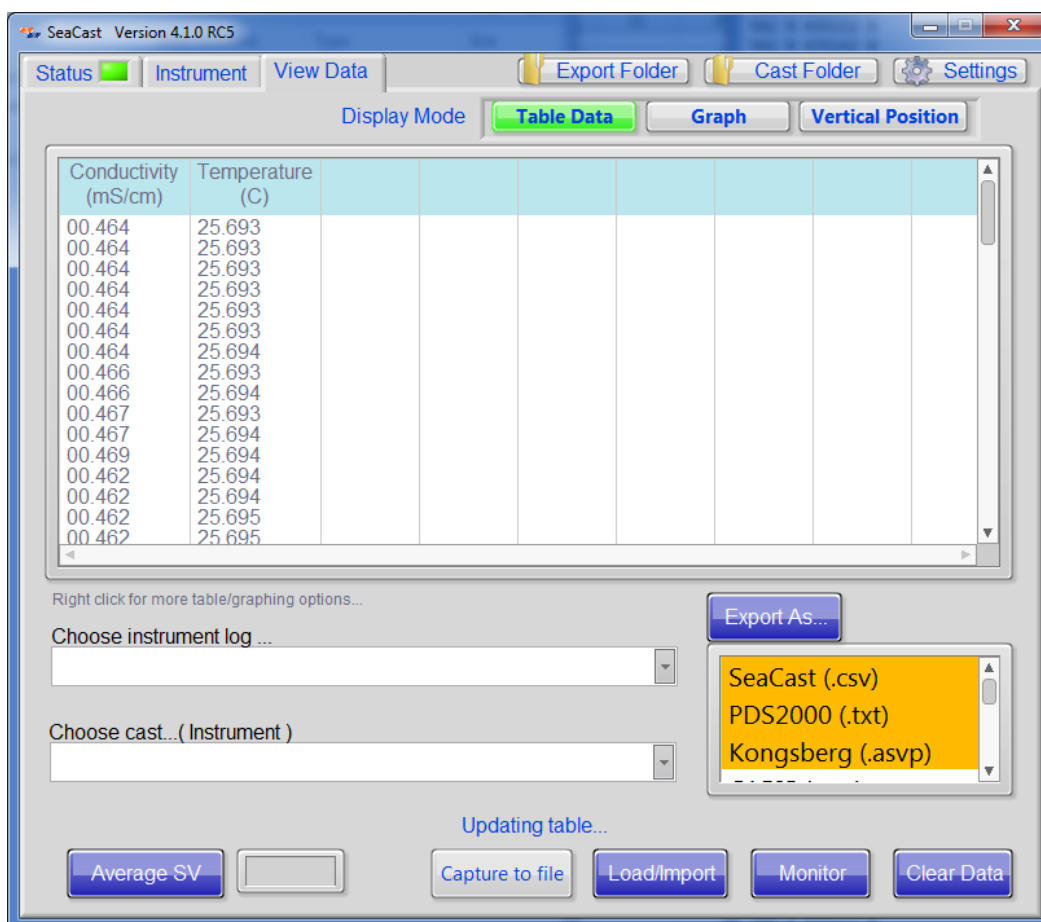 SeaCast Version 4.1.0 RC5
Status Instrument View Data Export Folder Cast Folder Settings
Display Mode Table Data Graph Vertical Position
Conductivity Temperature
(mS/cm) (C)
00.464 25.693
00.464 25.693
00.464 25.693
00.464 25.693
00.464 25.693
00.464 25.693
00.464 25.694
00.466 25.693
00.466 25.694
00.467 25.693
00.467 25.694
00.469 25.694
00.462 25.694
00.462 25.694
00.462 25.695
00.462 25.695
Right click for more table/graphing options...
Export As...
Choose instrument log ...
SeaCast (.csv)
PDS2000 (.txt)
Choose cast...( Instrument )
Kongsberg (.asvp)
Updating table...
Average SV Capture to file Load/Import Monitor Clear Data